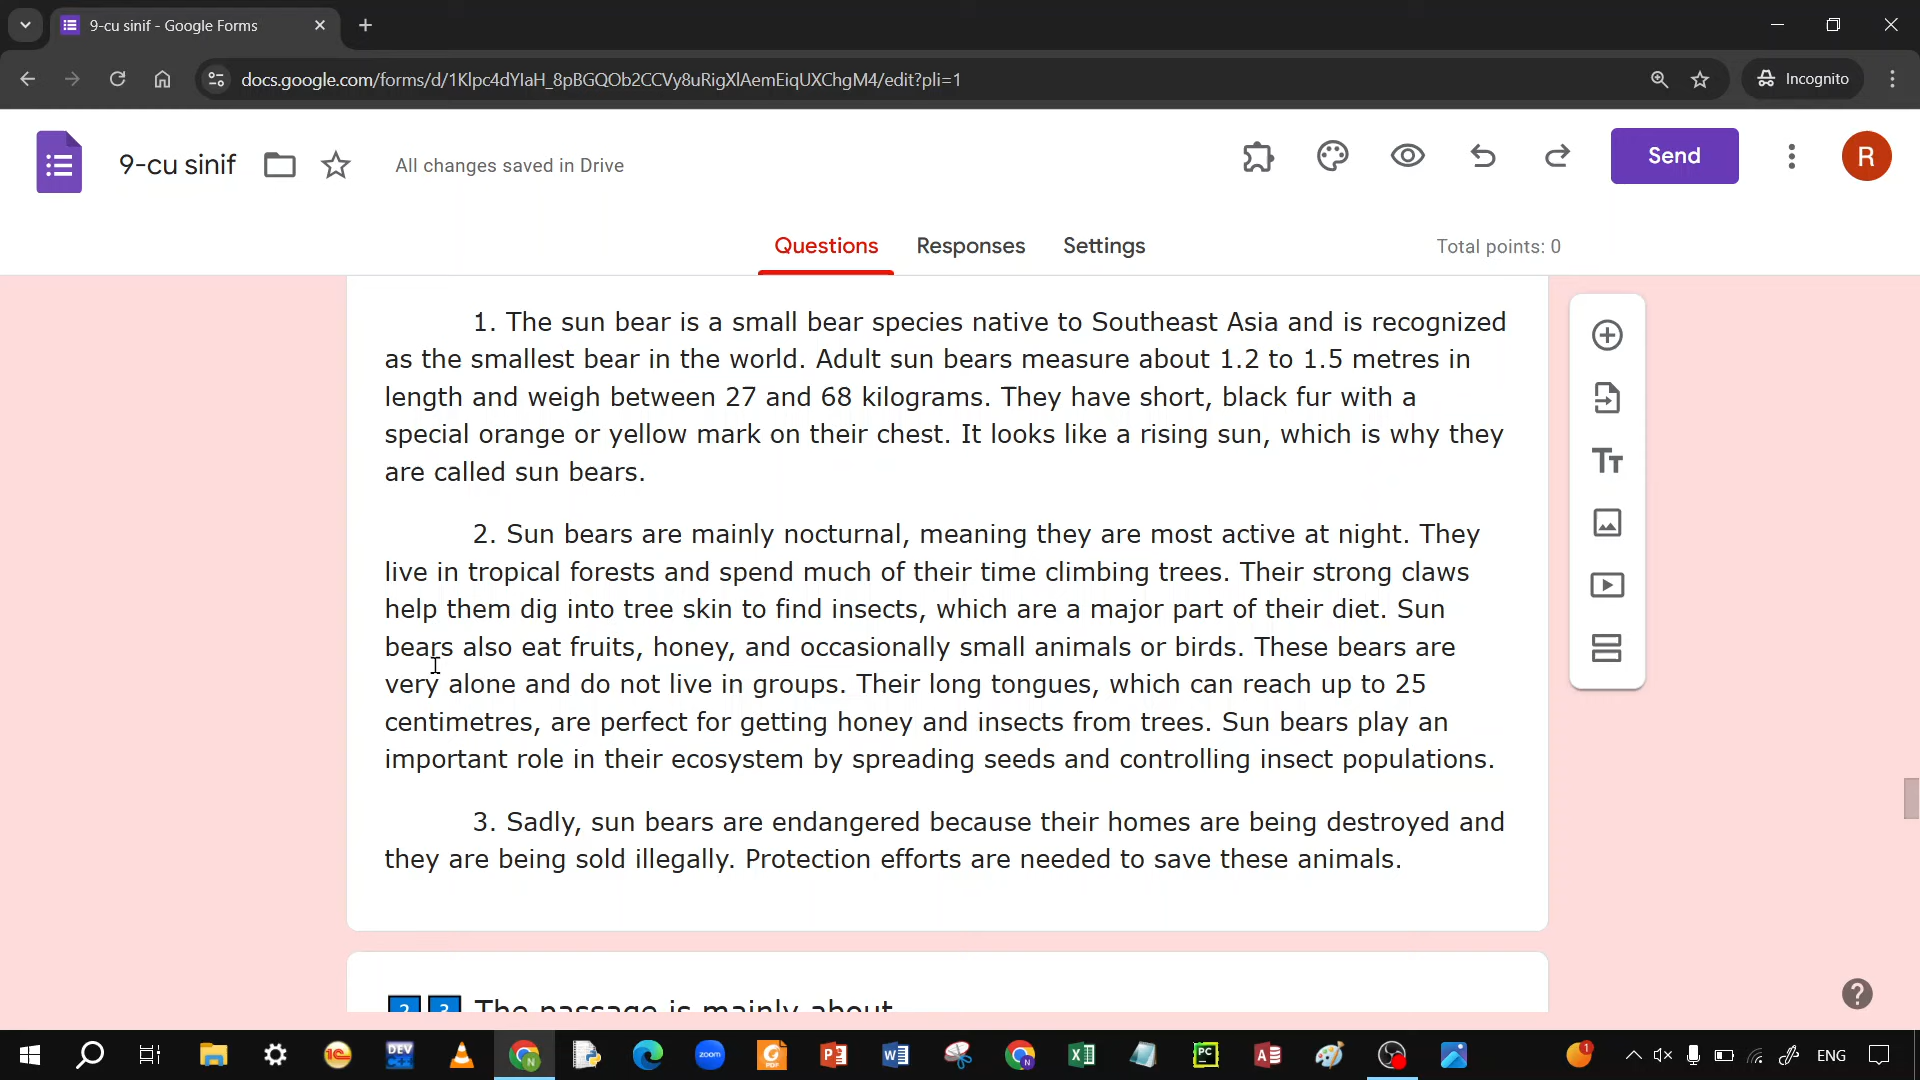 9-cu sinif - Google Forms
docs.google.com/forms/d/1Klpc4dYIaH_8pBGQOb2CCVy8uRigXlAemEiqUXChgM4/edit?pli=1
Incognito
9-cu sinif
All changes saved in Drive
Send
R
Questions
Responses
Settings
Total points: 0
1. The sun bear is a small bear species native to Southeast Asia and is recognized
as the smallest bear in the world. Adult sun bears measure about 1.2 to 1.5 metres in
length and weigh between 27 and 68 kilograms. They have short, black fur with a
special orange or yellow mark on their chest. It looks like a rising sun, which is why they
are called sun bears.
2. Sun bears are mainly nocturnal, meaning they are most active at night. They
live in tropical forests and spend much of their time climbing trees. Their strong claws
help them dig into tree skin to find insects, which are a major part of their diet. Sun
bears also eat fruits, honey, and occasionally small animals or birds. These bears are
very alone and do not live in groups. Their long tongues, which can reach up to 25
centimetres, are perfect for getting honey and insects from trees. Sun bears play an
important role in their ecosystem by spreading seeds and controlling insect populations.
3. Sadly, sun bears are endangered because their homes are being destroyed and
they are being sold illegally. Protection efforts are needed to save these animals.
2 3 The passage is mainly about
ENG